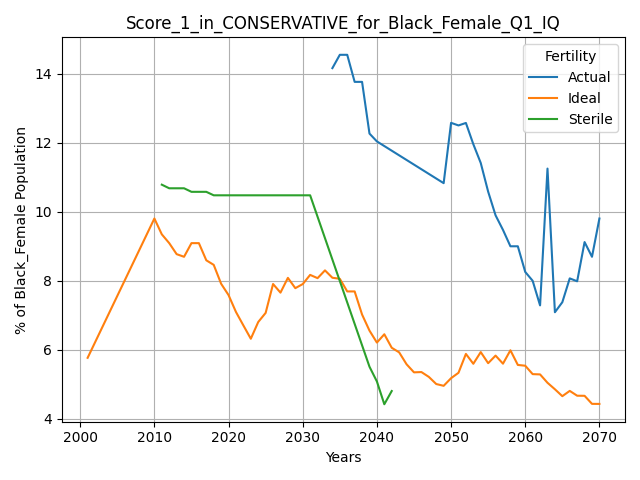 Score_1_in_CONSERVATIVE_for_Black_Female_Q1_IQ
Fertility
Actual
Ideal
Sterile
% of Black_Female Population
14
12
10
8
6
4
2000 2010 2020 2030 2040 2050 2060 2070
Years